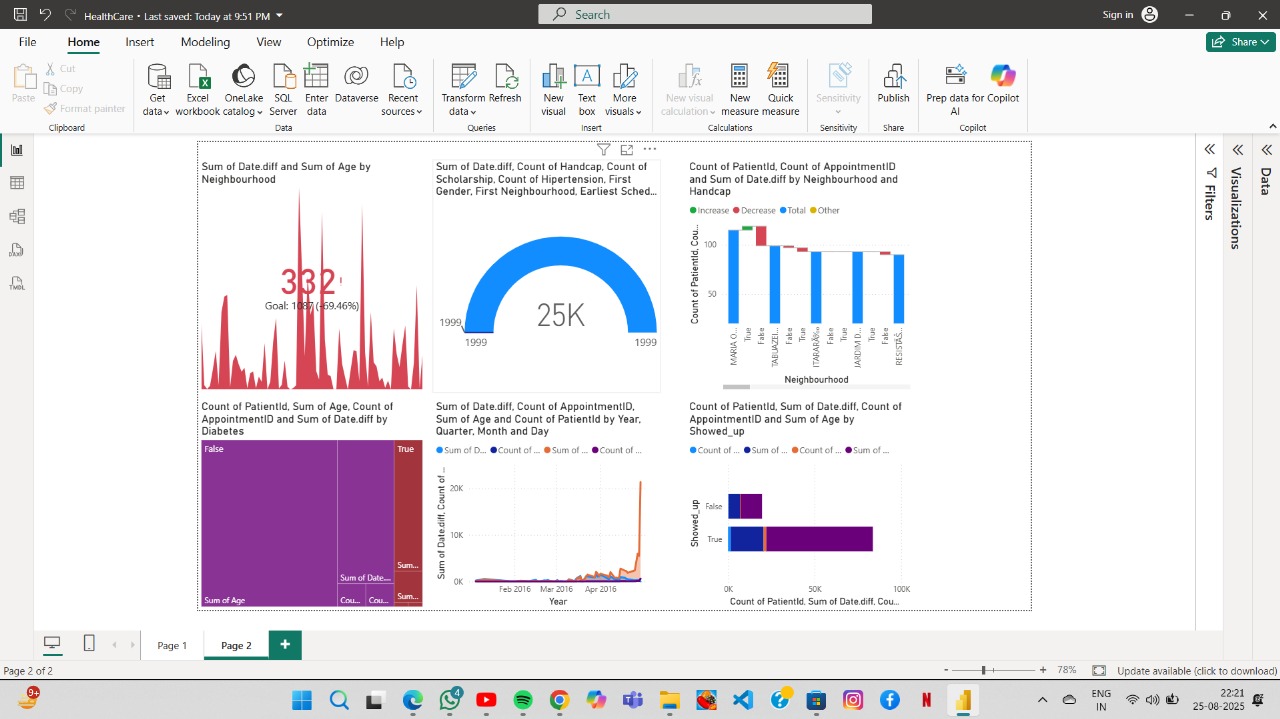 HealthCare • Last saved: Today at 9:51 PM
Search
Sign in
File Home Insert Modeling View Optimize Help
Share
Paste
Cut
Copy
Format painter
Clipboard
Get data
Excel workbook
OneLake catalog
SQL Server
Enter data
Dataverse
Recent sources
Data
Transform data
Refresh
Queries
New visual
Text box
More visuals
Insert
New visual calculation
New measure
Quick measure
Calculations
Sensitivity
Sensitivity
Publish
Share
Prep data for AI
Copilot
Copilot
Sum of Date.diff and Sum of Age by
Neighbourhood
332
Goal: 1087 (-69.46%)
Sum of Date.diff, Count of Handcap, Count of
Scholarship, Count of Hipertension, First
Gender, First Neighbourhood, Earliest Sched...
25K
1999
1999
1999
Count of PatientId, Count of AppointmentID
and Sum of Date.diff by Neighbourhood and
Handcap
Increase Decrease Total Other
Count of PatientId, Cou...
100
50
MARIA O...
True
False
TABUAZEI...
False
True
False
True
JARDIM D...
True
False
Neighbourhood
Count of PatientId, Sum of Age, Count of
AppointmentID and Sum of Date.diff by
Diabetes
False
True
Sum of Age
Sum of Date....
Cou...
Cou...
Sum...
Sum...
Sum of Date.diff, Count of AppointmentID,
Sum of Age and Count of PatientId by Year,
Quarter, Month and Day
Sum of D... Count of ... Sum of ... Count of ...
Sum of Date.diff, Count of ...
20K
10K
0K
Feb 2016 Mar 2016 Apr 2016
Year
Count of PatientId, Sum of Date.diff, Count of
AppointmentID and Sum of Age by
Showed_up
Count of ... Sum of ... Count of ... Sum of ...
Showed_up
False
True
0K 50K 100K
Count of PatientId, Sum of Date.diff, Cou...
Filters
Visualizations
Data
Page 1
Page 2
Page 2 of 2
78%
Update available (click to download)
9+
4
ENG
IN
22:21
25-08-2025